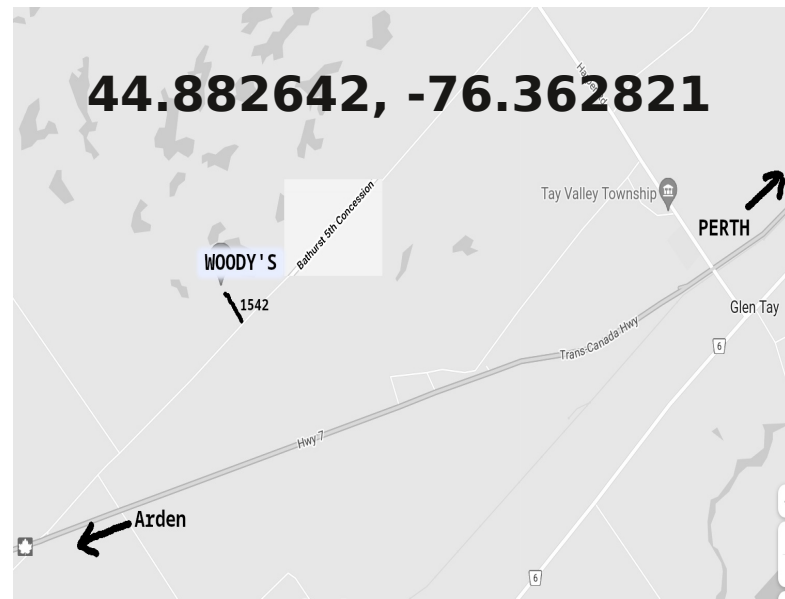 44.882642, -76.362821
Tay Valley Township
Bathurst 5th Concession
PERTH
WOODY'S
1542
Glen Tay
Trans-Canada Hwy
6
Hwy 7
Arden
6